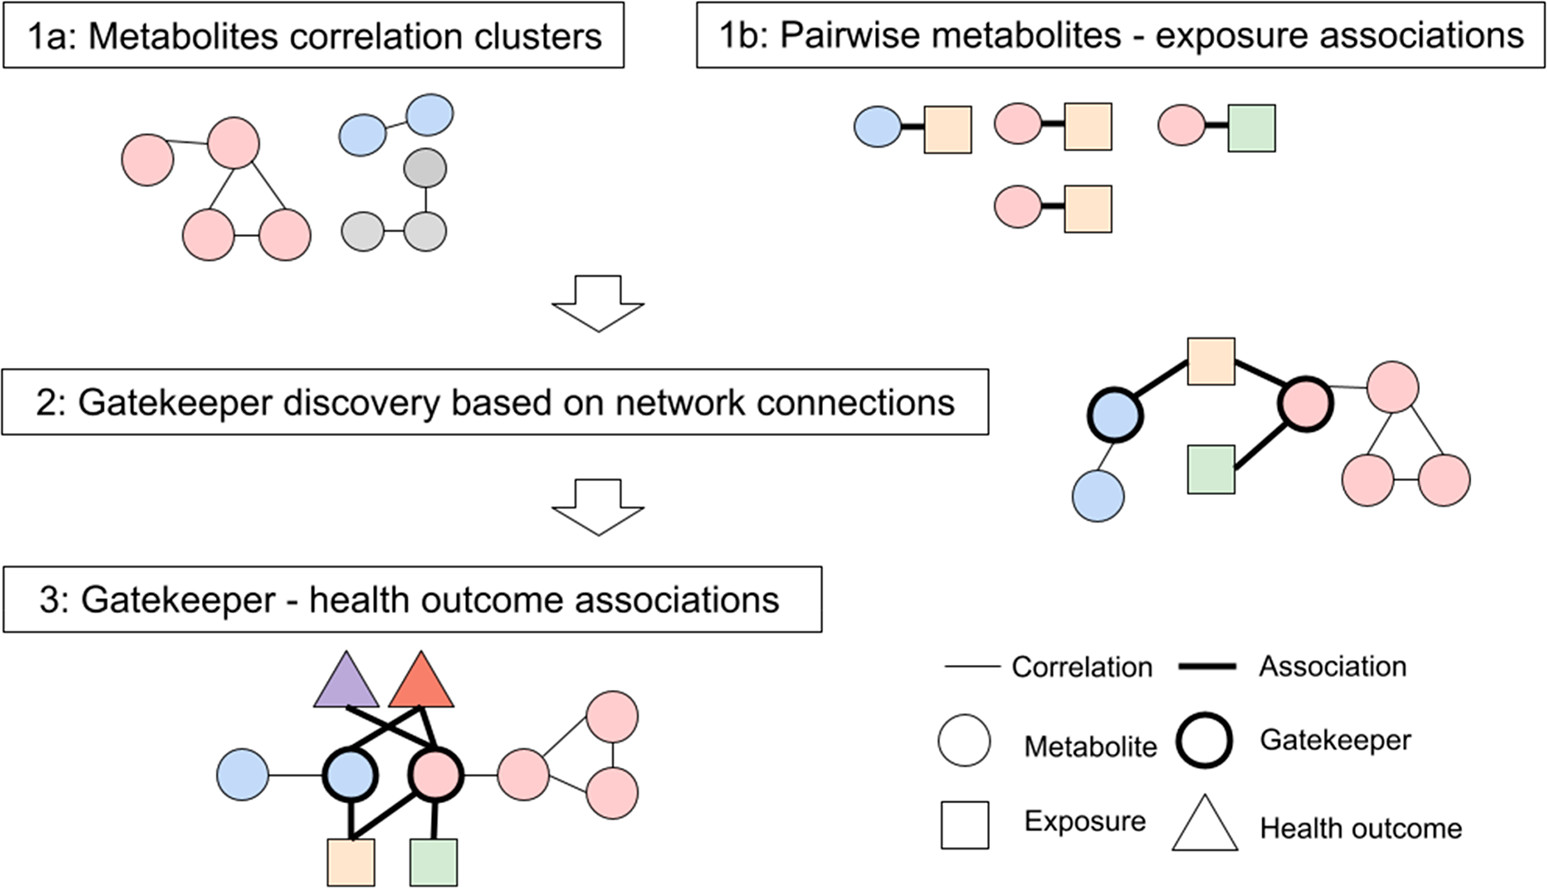 1a: Metabolites correlation clusters
1b: Pairwise metabolites - exposure associations
2: Gatekeeper discovery based on network connections
3: Gatekeeper - health outcome associations
Correlation
Association
Metabolite
Gatekeeper
Exposure
Health outcome